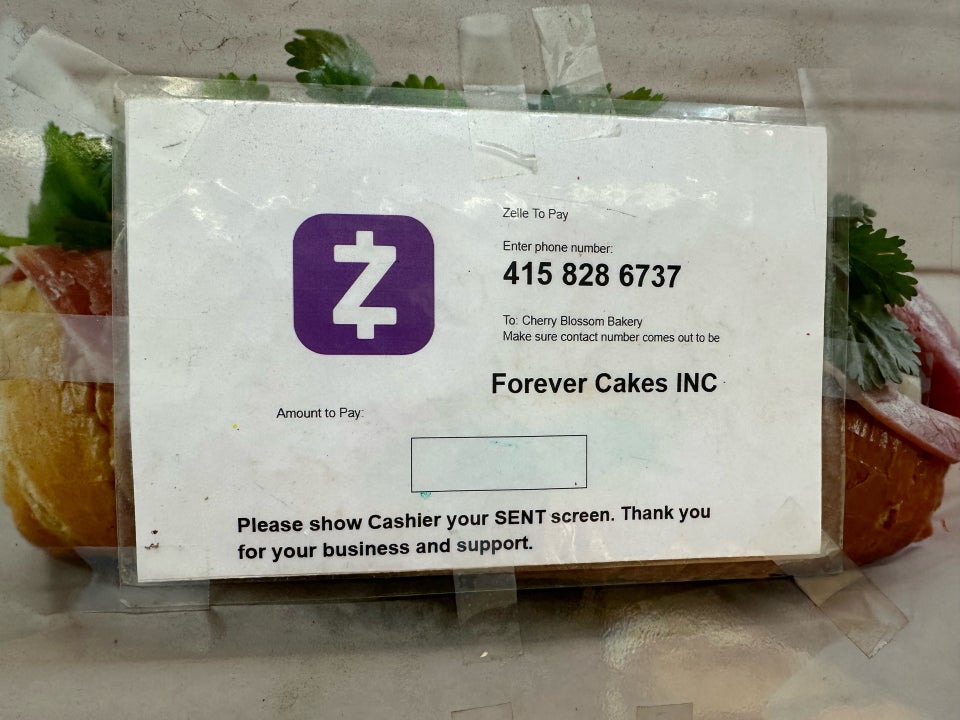 Zelle To Pay
Enter phone number:
415 828 6737
To: Cherry Blossom Bakery
Make sure contact number comes out to be
Forever Cakes INC
Amount to Pay:
Please show Cashier your SENT screen. Thank you
for your business and support.